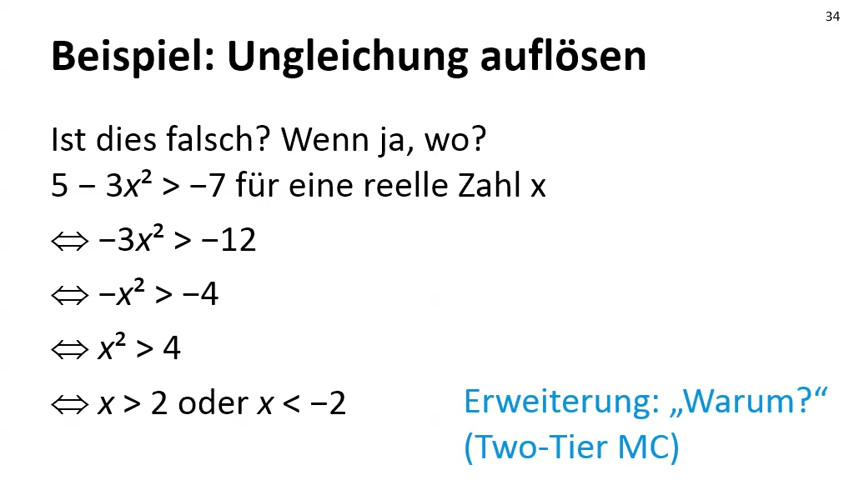 34
Beispiel: Ungleichung auflösen
Ist dies falsch? Wenn ja, wo?
5 − 3x² > −7 für eine reelle Zahl x
⇔ −3x² > −12
⇔ −x² > −4
⇔ x² > 4
⇔ x > 2 oder x < −2
Erweiterung: „Warum?“
(Two-Tier MC)